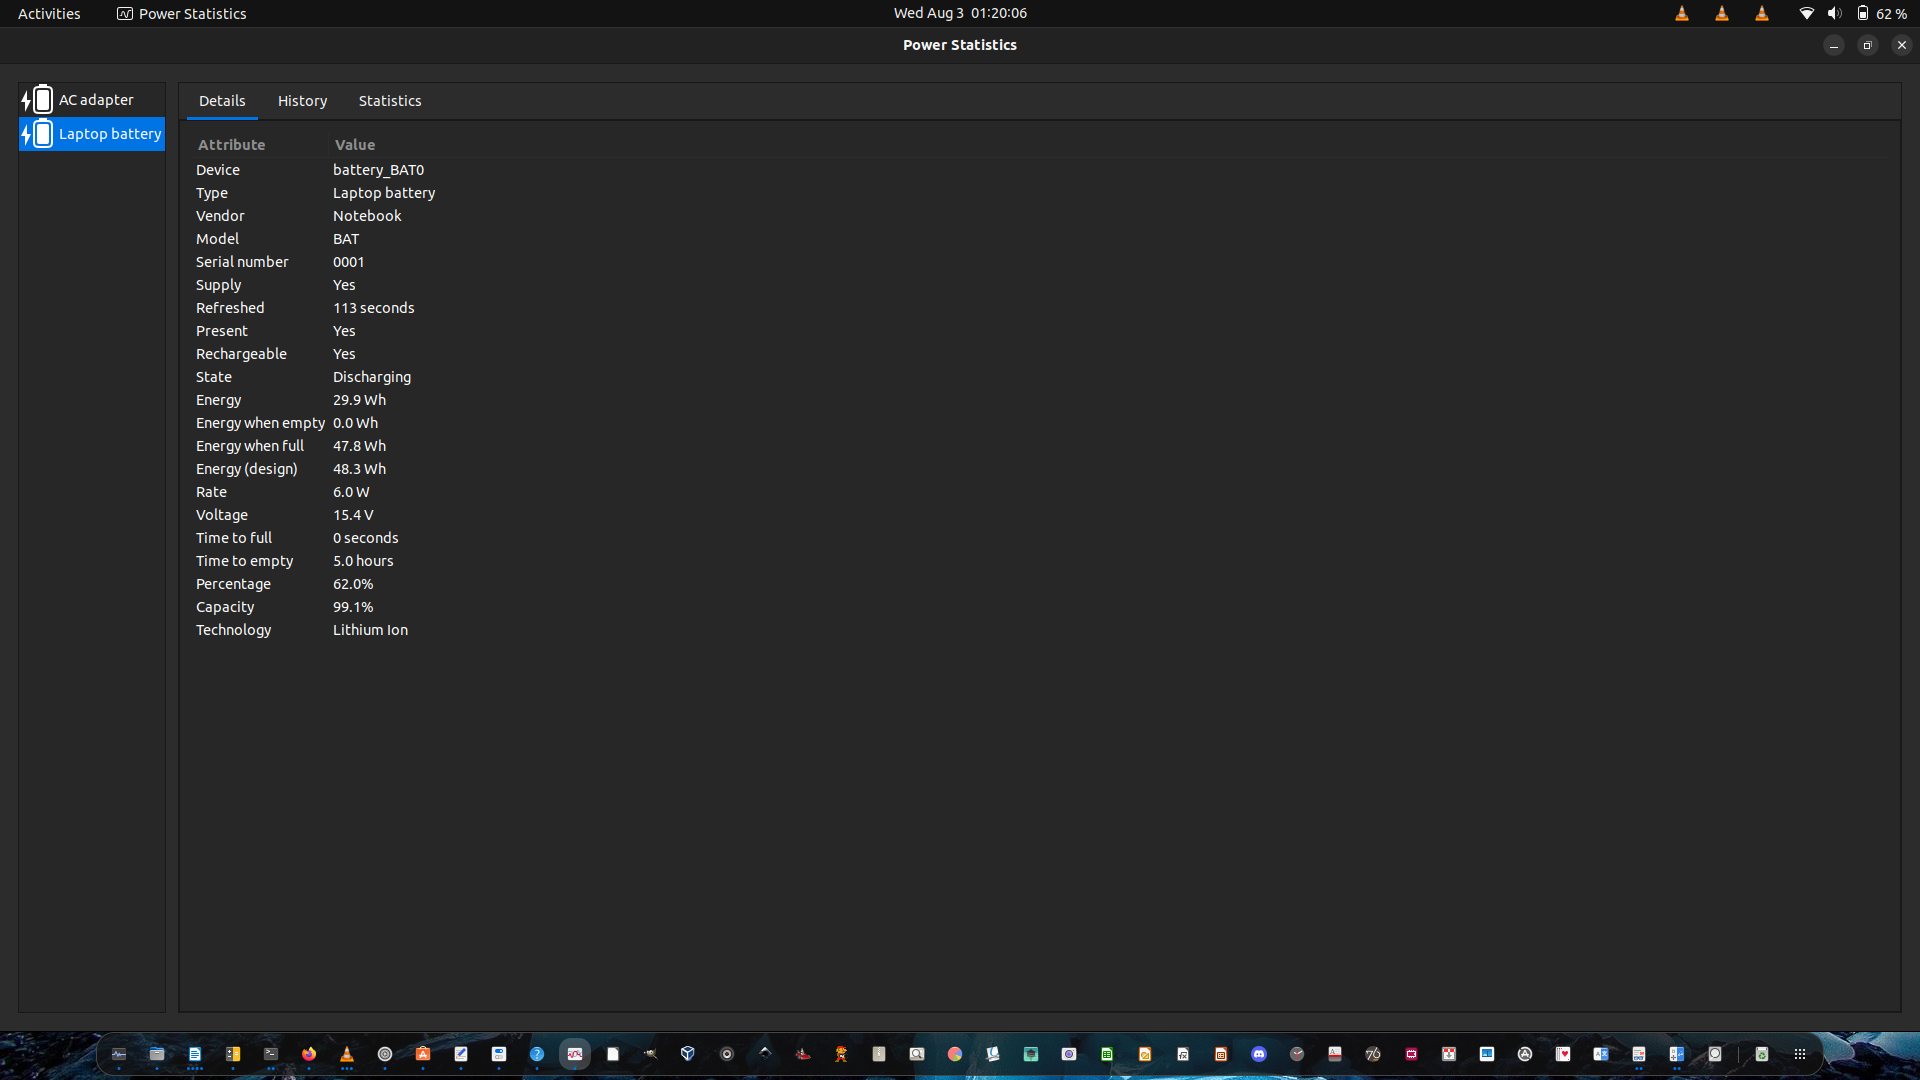 Activities
Power Statistics
Wed Aug 3 01:20:06
62 %
Power Statistics
AC adapter
Laptop battery
Details
History
Statistics
Attribute Value
Device battery_BAT0
Type Laptop battery
Vendor Notebook
Model BAT
Serial number 0001
Supply Yes
Refreshed 113 seconds
Present Yes
Rechargeable Yes
State Discharging
Energy 29.9 Wh
Energy when empty 0.0 Wh
Energy when full 47.8 Wh
Energy (design) 48.3 Wh
Rate 6.0 W
Voltage 15.4 V
Time to full 0 seconds
Time to empty 5.0 hours
Percentage 62.0%
Capacity 99.1%
Technology Lithium Ion